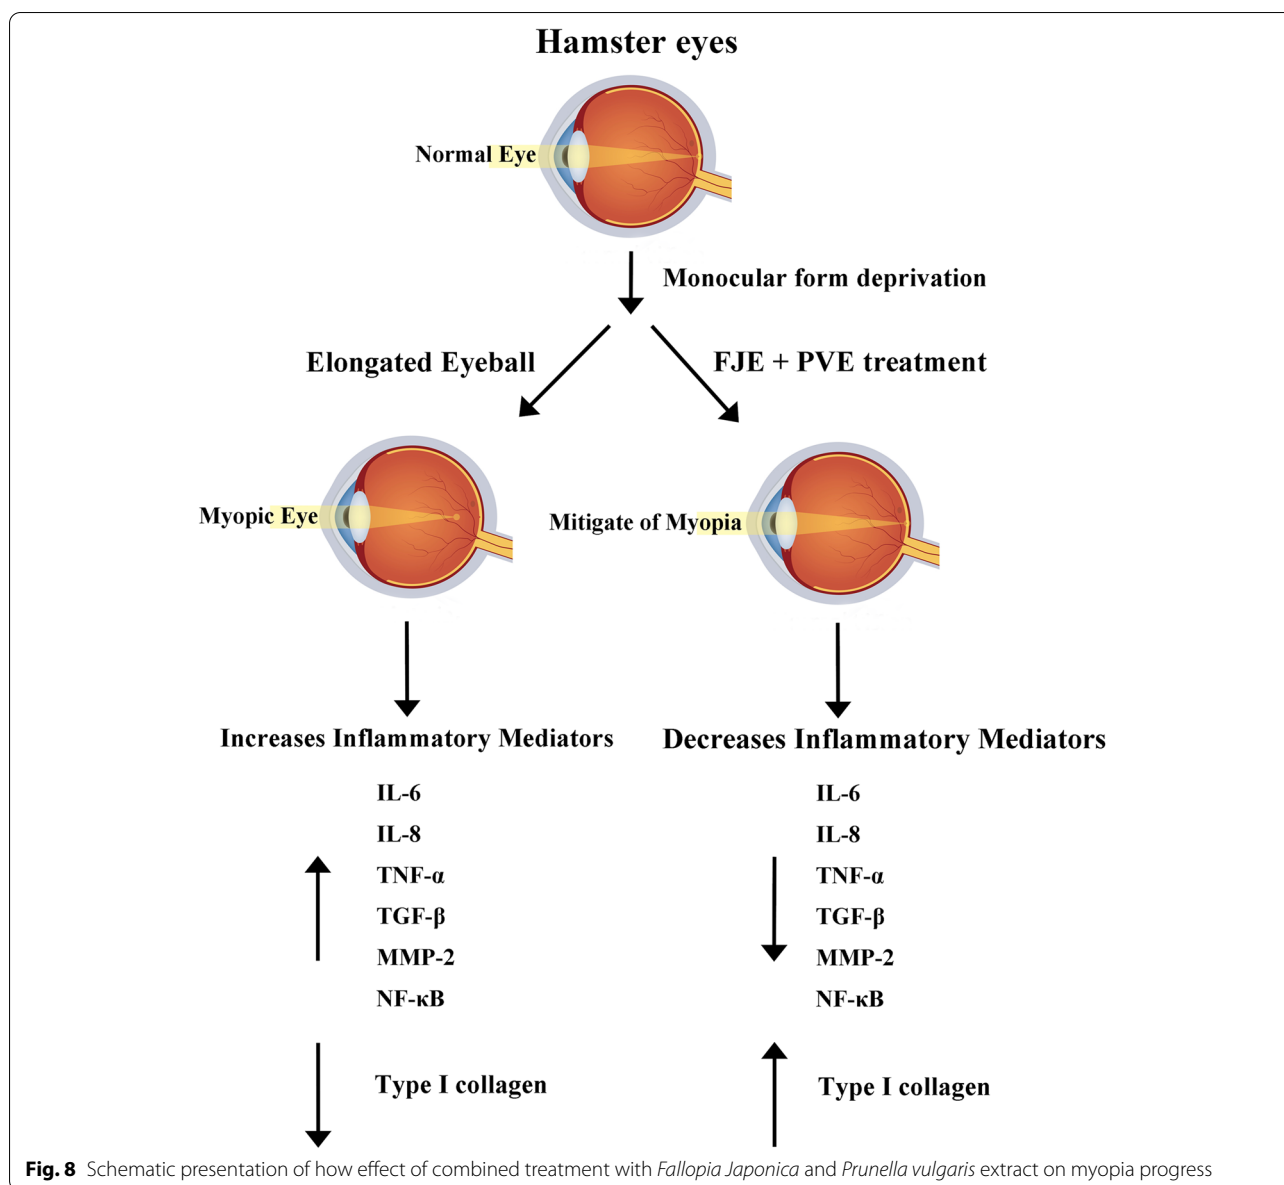 Hamster eyes
Normal Eye
Monocular form deprivation
Elongated Eyeball
FJE + PVE treatment
Myopic Eye
Mitigate of Myopia
Increases Inflammatory Mediators
IL-6
IL-8
TNF-α
TGF-β
MMP-2
NF-κB
Type I collagen
Decreases Inflammatory Mediators
IL-6
IL-8
TNF-α
TGF-β
MMP-2
NF-κB
Type I collagen
Fig. 8 Schematic presentation of how effect of combined treatment with Fallopia Japonica and Prunella vulgaris extract on myopia progress